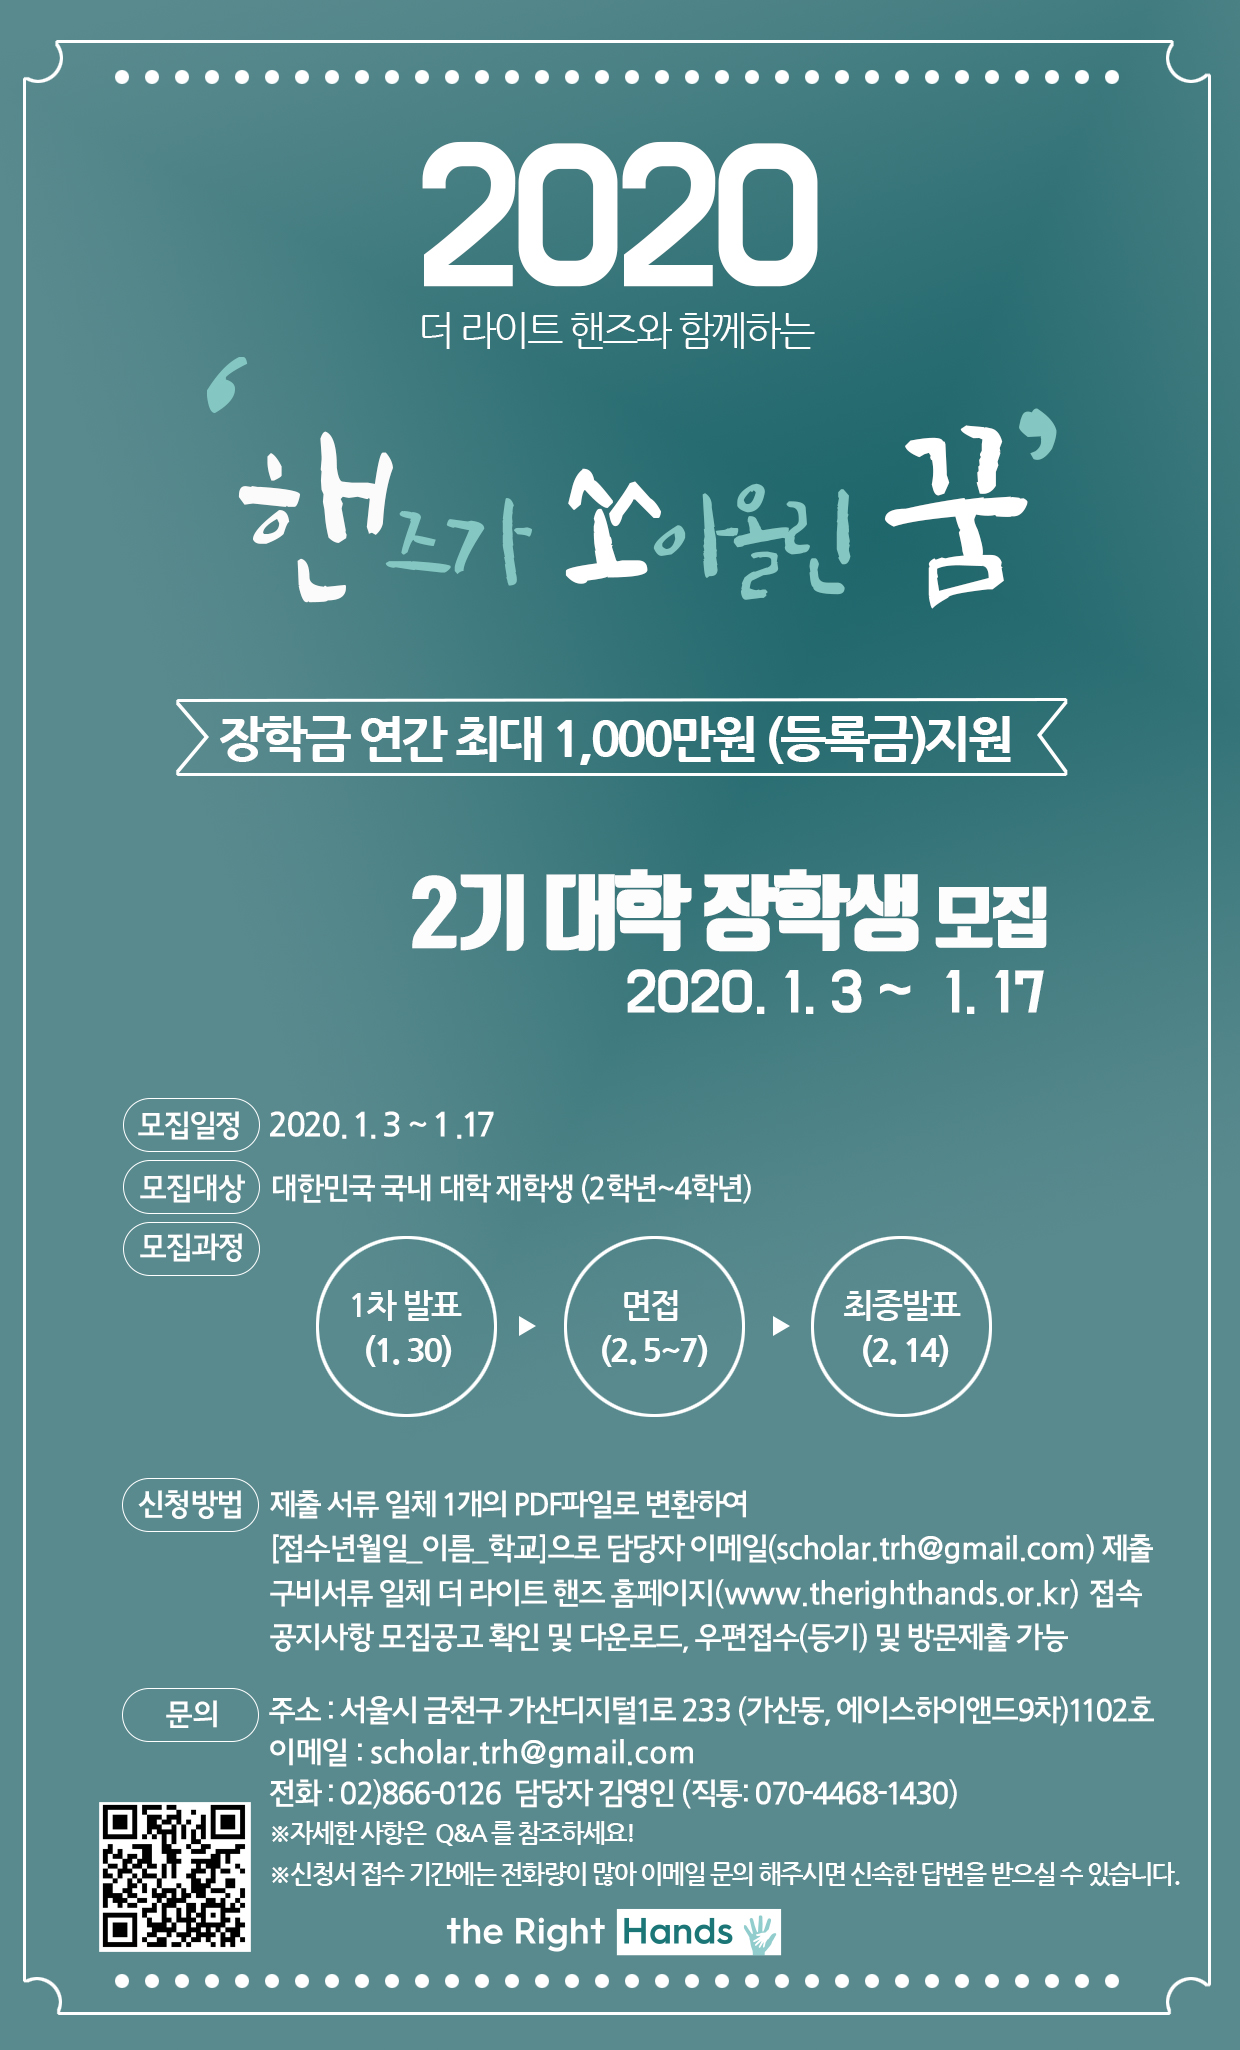 2020
더 라이트 핸즈와 함께하는
‘핸즈가 쏘아올린 꿈’
장학금 연간 최대 1,000만원 (등록금)지원
2기 대학 장학생 모집
2020. 1. 3 ~ 1. 17
모집일정 2020. 1. 3 ~ 1 .17
모집대상 대한민국 국내 대학 재학생 (2학년~4학년)
모집과정
1차 발표 면접 최종발표
(1. 30) (2. 5~7) (2. 14)
신청방법 제출 서류 일체 1개의 PDF파일로 변환하여
[접수년월일_이름_학교]으로 담당자 이메일(scholar.trh@gmail.com) 제출
구비서류 일체 더 라이트 핸즈 홈페이지(www.therighthands.or.kr) 접속
공지사항 모집공고 확인 및 다운로드, 우편접수(등기) 및 방문제출 가능
문의 주소 : 서울시 금천구 가산디지털1로 233 (가산동, 에이스하이앤드9차)1102호
이메일 : scholar.trh@gmail.com
전화 : 02)866-0126 담당자 김영인 (직통: 070-4468-1430)
※자세한 사항은 Q&A 를 참조하세요!
※신청서 접수 기간에는 전화량이 많아 이메일 문의 해주시면 신속한 답변을 받으실 수 있습니다.
the Right Hands